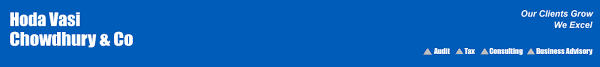 Hoda Vasi
Chowdhury & Co
Our Clients Grow
We Excel
Audit Tax Consulting Business Advisory